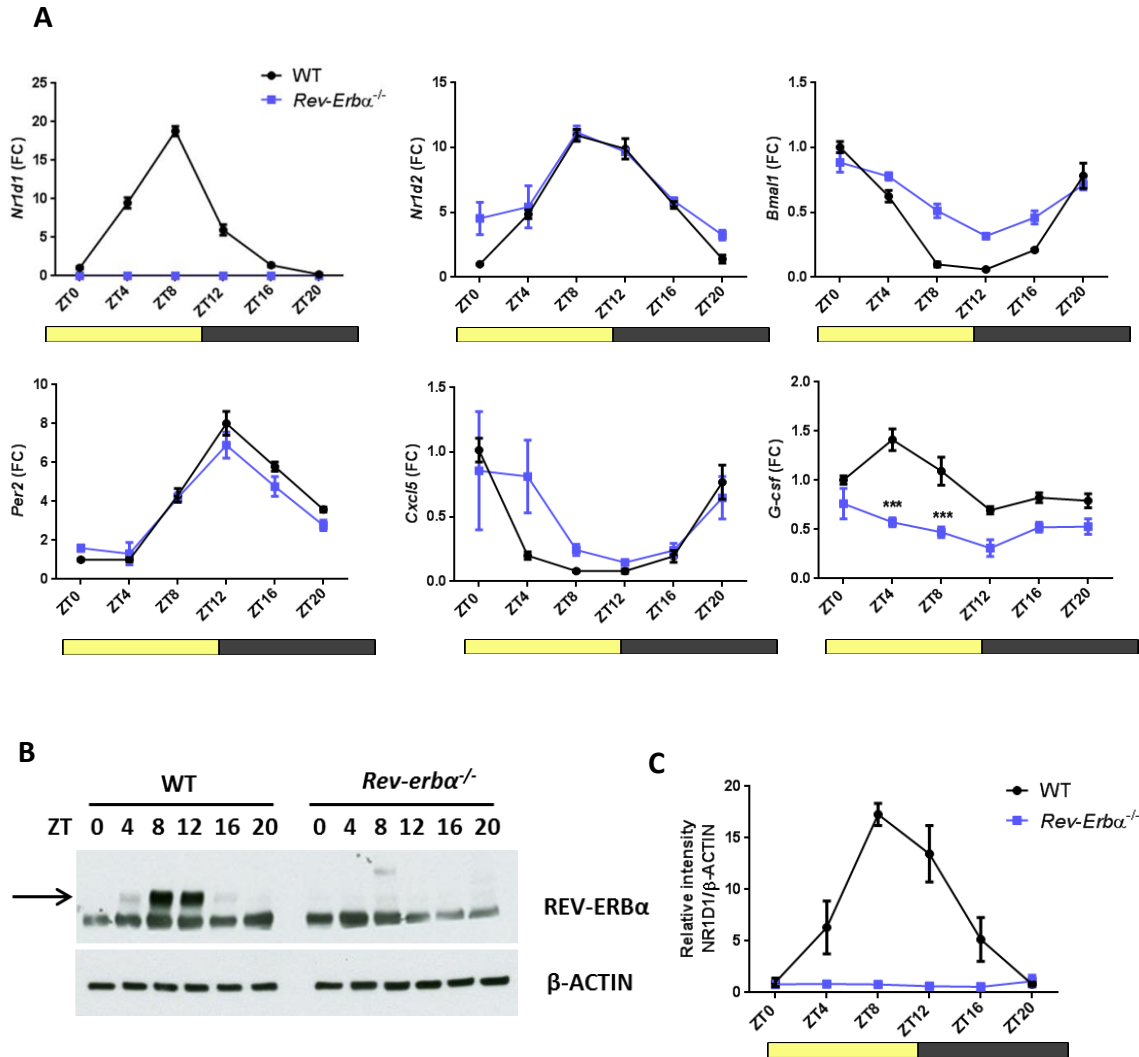 A
WT
Rev-Erbα-/-
Nr1d1 (FC)
25
20
15
10
5
0
ZT0 ZT4 ZT8 ZT12 ZT16 ZT20
Nr1d2 (FC)
15
10
5
0
ZT0 ZT4 ZT8 ZT12 ZT16 ZT20
Bmal1 (FC)
1.5
1.0
0.5
0.0
ZT0 ZT4 ZT8 ZT12 ZT16 ZT20
Per2 (FC)
10
8
6
4
2
0
ZT0 ZT4 ZT8 ZT12 ZT16 ZT20
Cxcl5 (FC)
1.5
1.0
0.5
0.0
ZT0 ZT4 ZT8 ZT12 ZT16 ZT20
G-csf (FC)
2.0
1.5
1.0
0.5
0.0
*** ***
ZT0 ZT4 ZT8 ZT12 ZT16 ZT20
B
WT Rev-erbα-/-
ZT 0 4 8 12 16 20 0 4 8 12 16 20
REV-ERBα
β-ACTIN
C
WT
Rev-Erbα-/-
Relative intensity
NR1D1/β-ACTIN
20
15
10
5
0
ZT0 ZT4 ZT8 ZT12 ZT16 ZT20